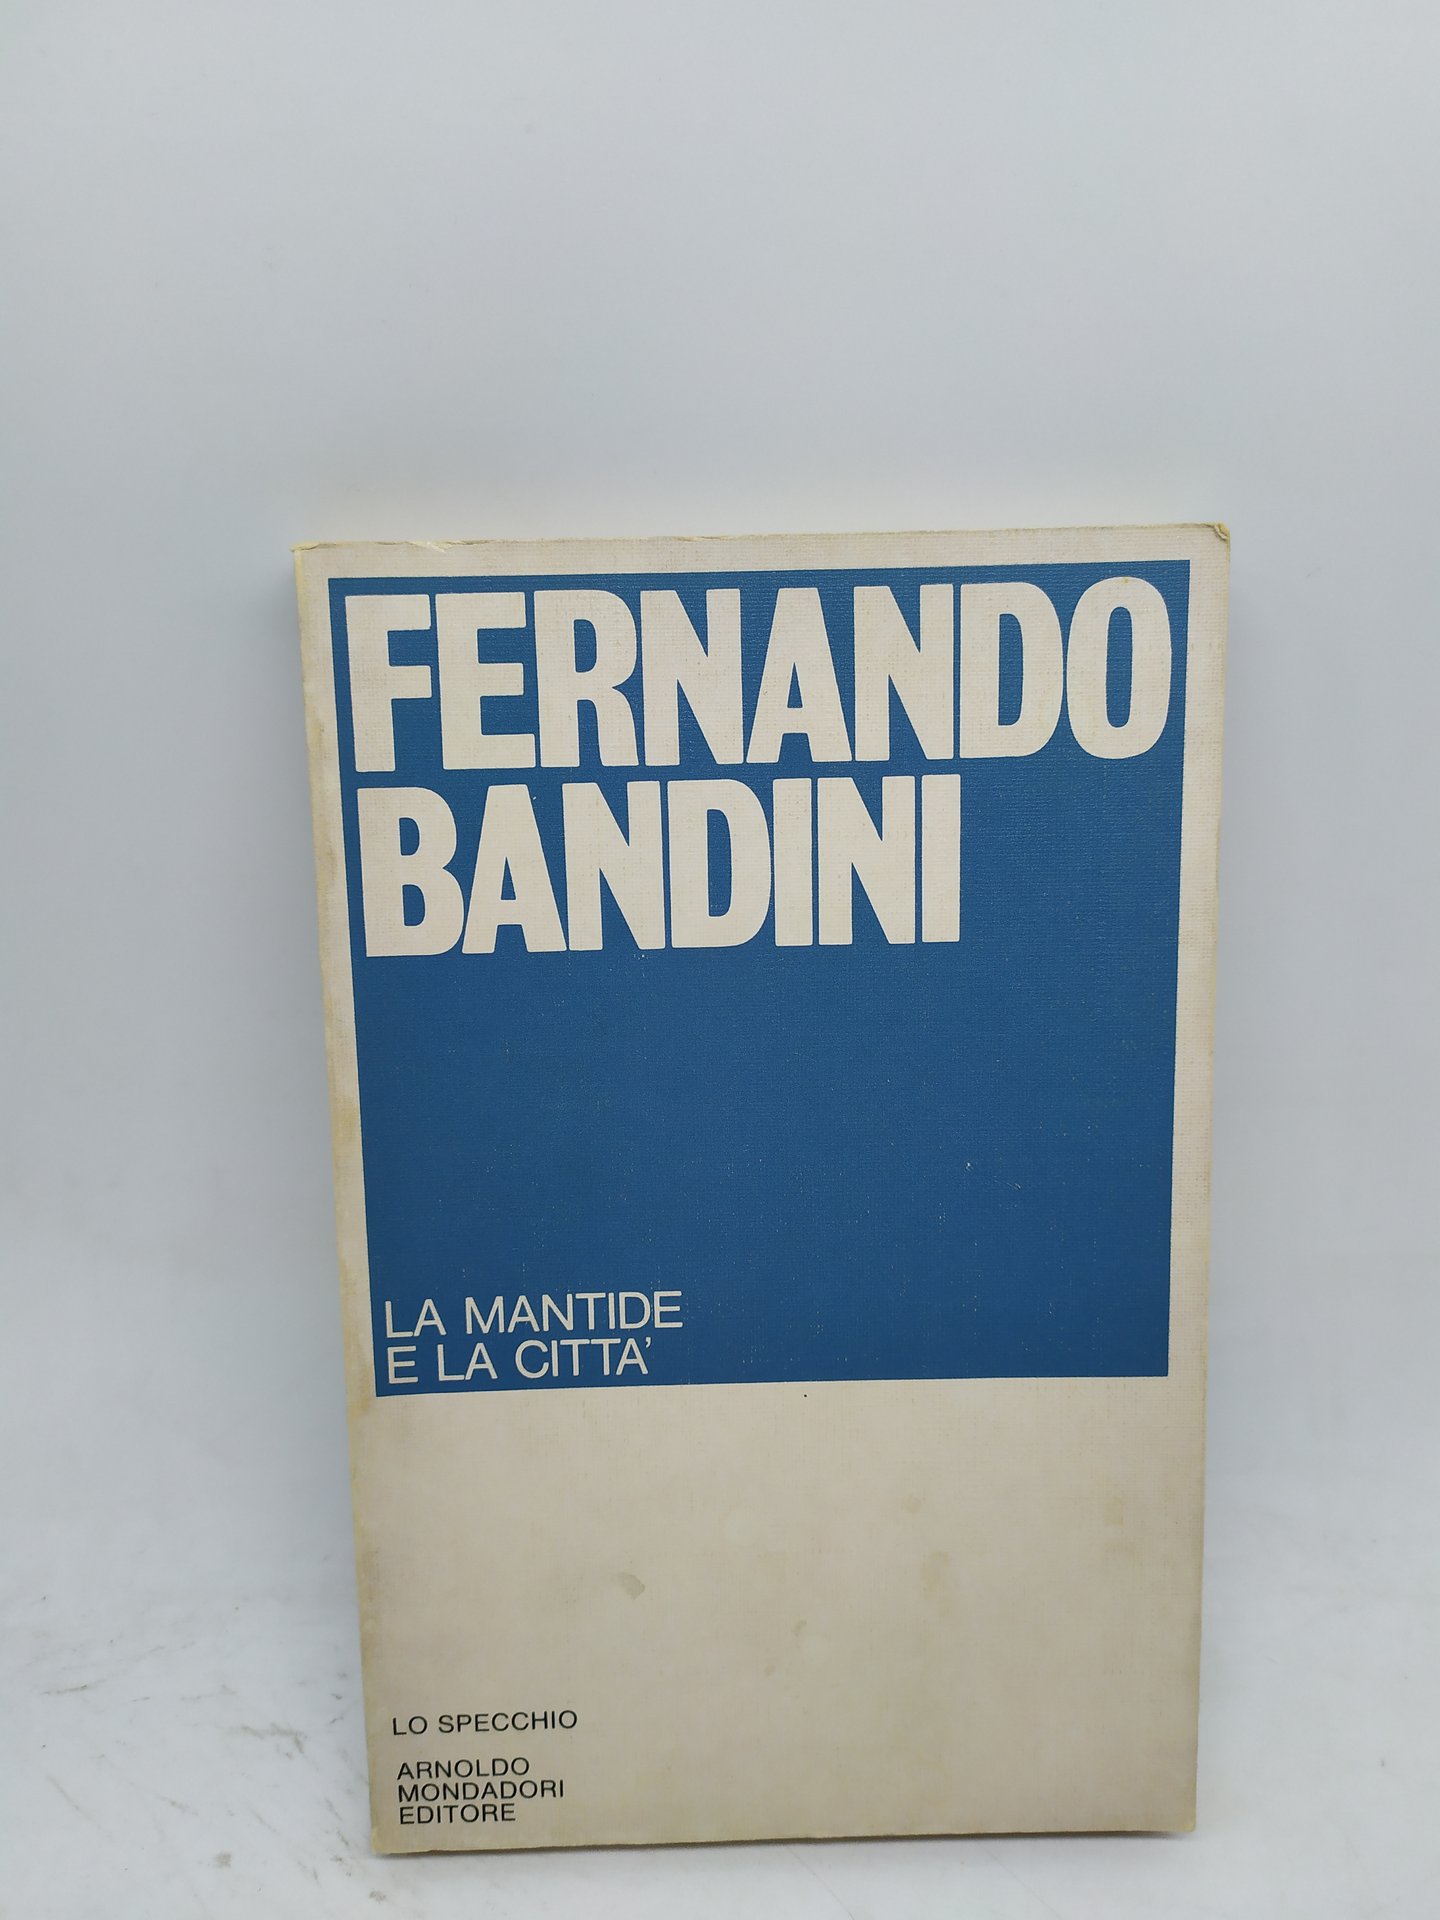 FERNANDO
BANDINI
LA MANTIDE
E LA CITTA'
LO SPECCHIO
ARNOLDO
MONDADORI
EDITORE